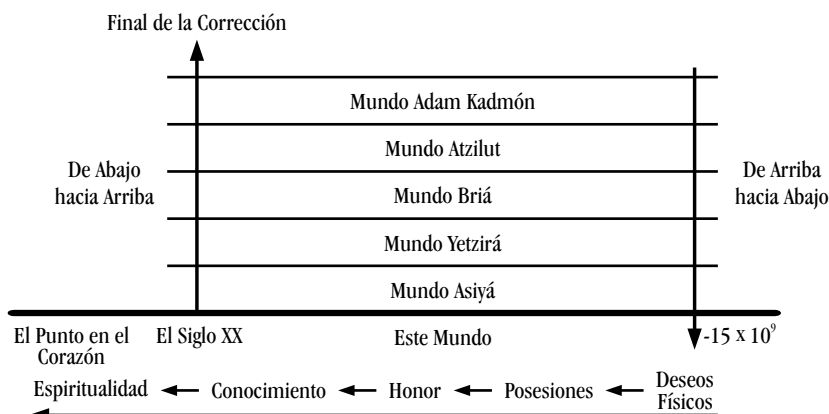 Final de la Corrección
Mundo Adam Kadmón
Mundo Atzilut
De Abajo
hacia Arriba
De Arriba
hacia Abajo
Mundo Briá
Mundo Yetzirá
Mundo Asiyá
El Punto en el
Corazón
El Siglo XX
Este Mundo
-15 x 10⁹
Espiritualidad
Conocimiento
Honor
Posesiones
Deseos
Físicos